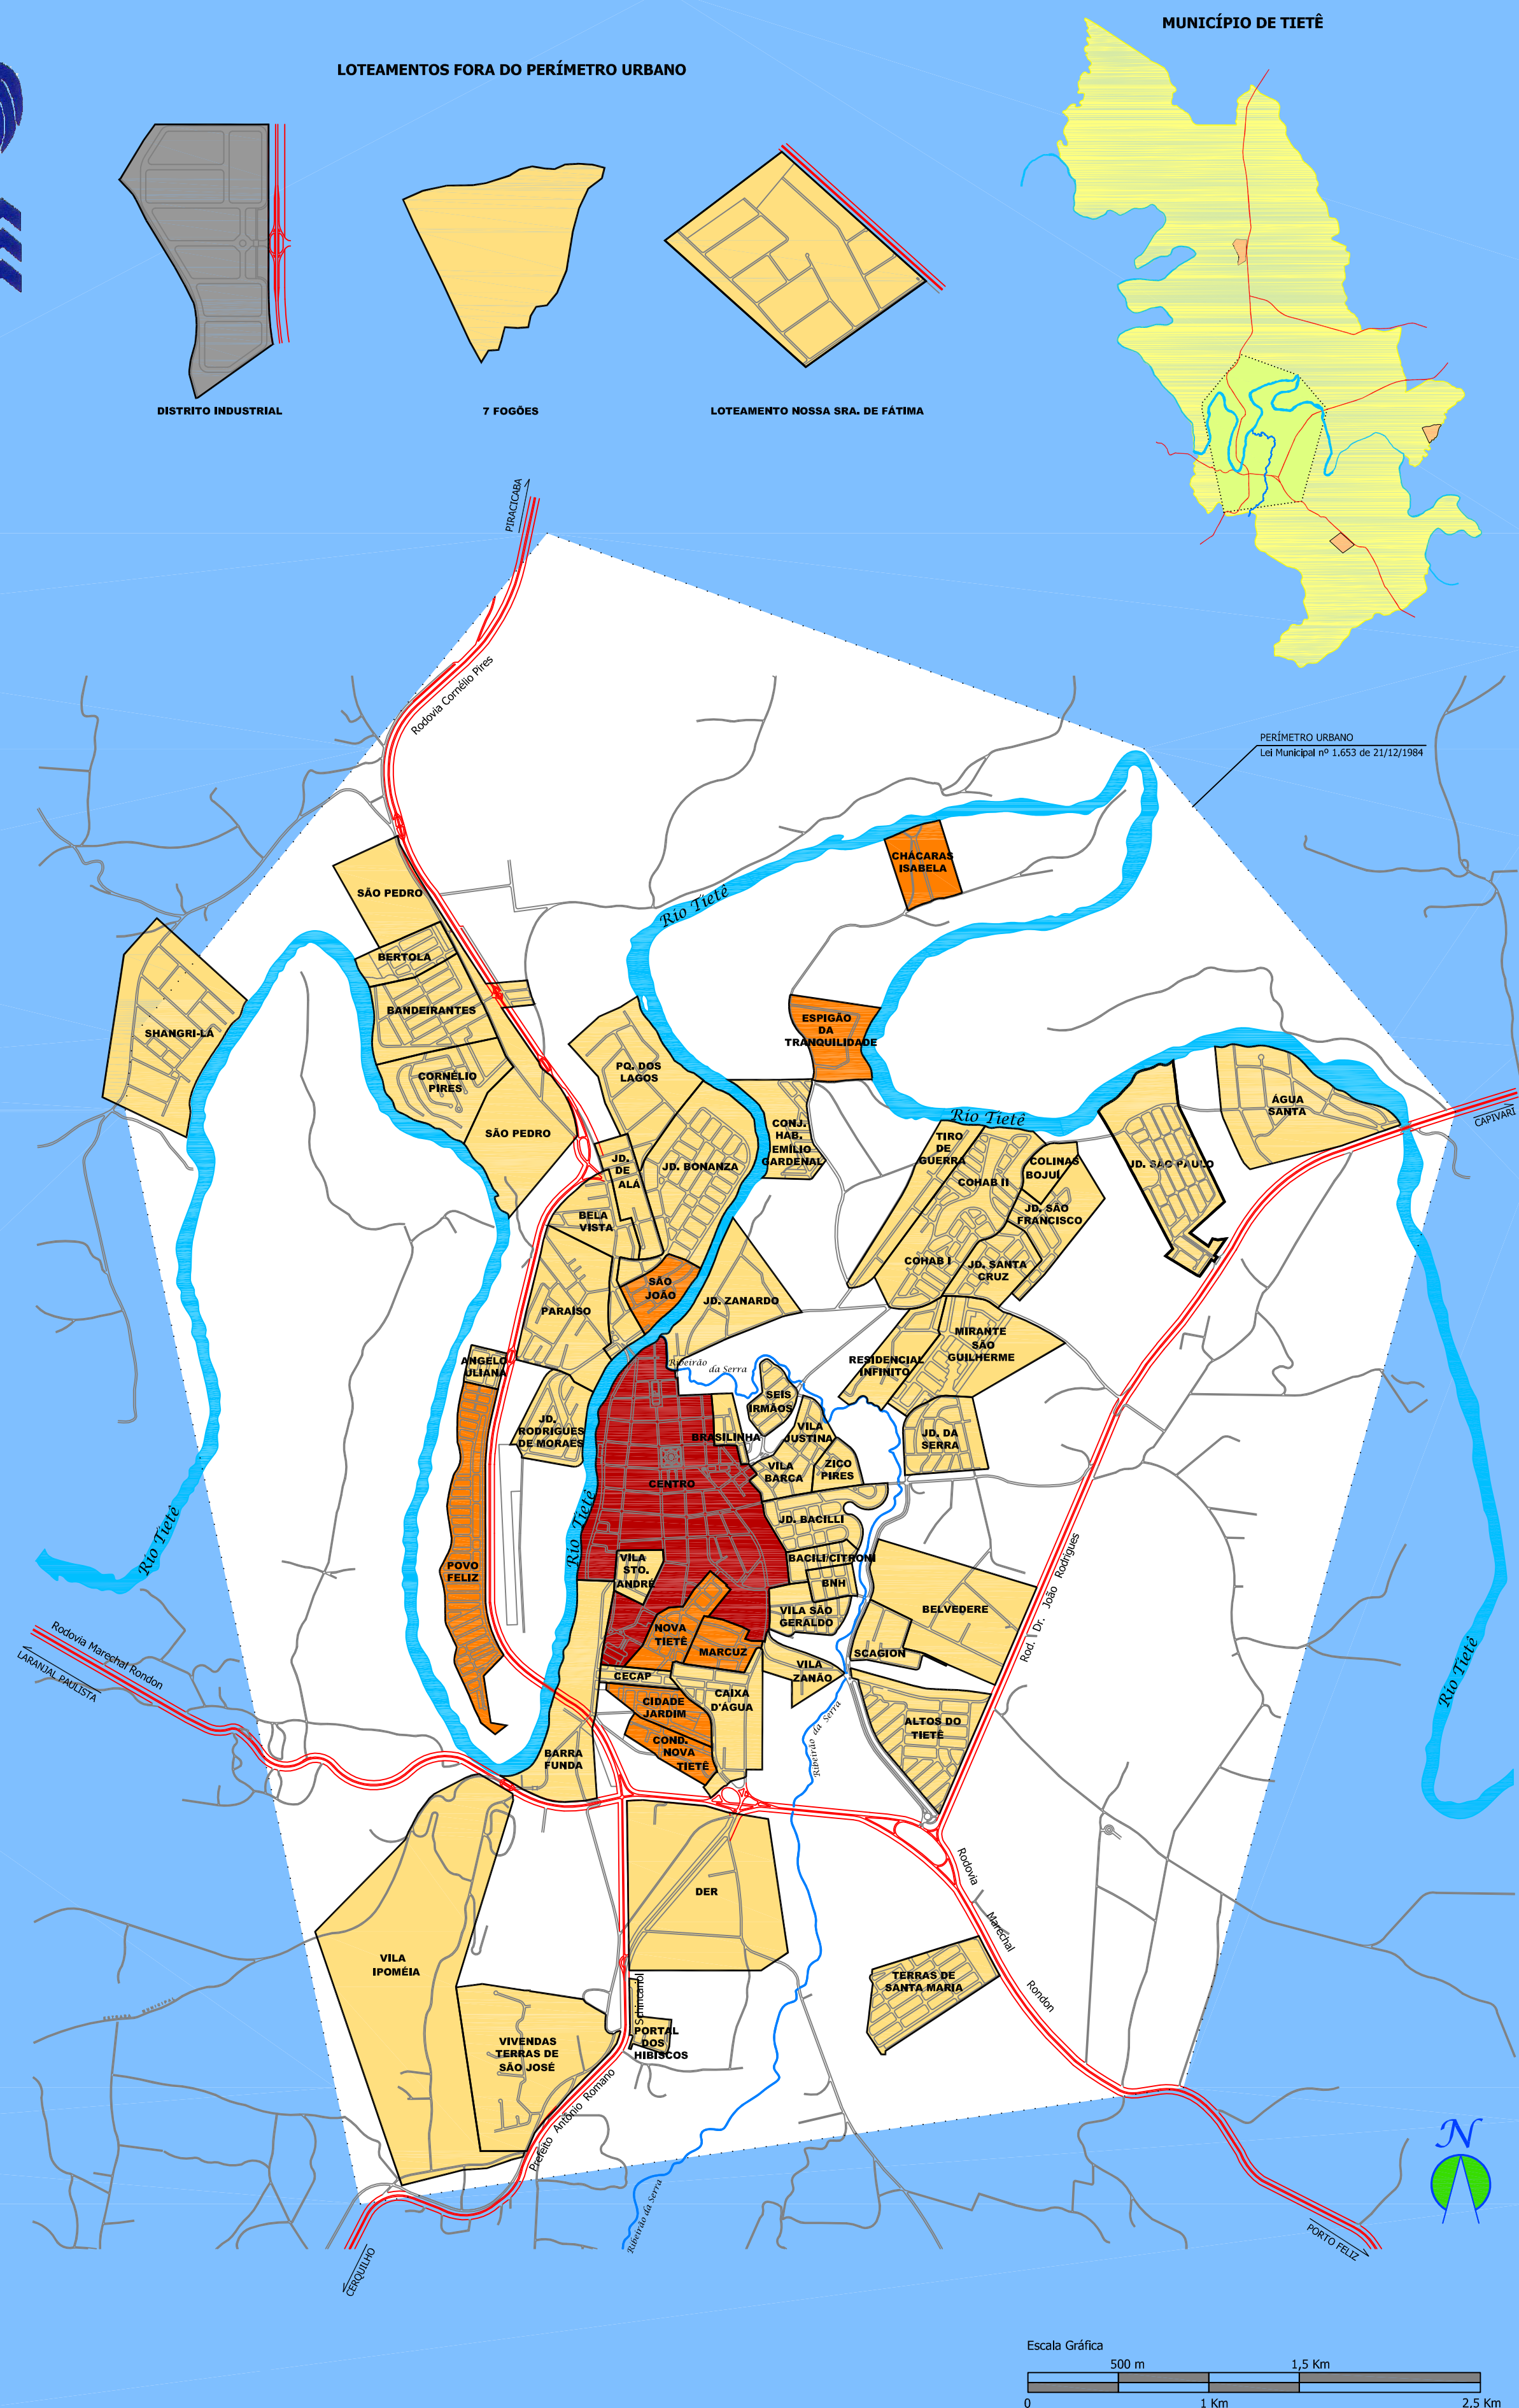 MUNICÍPIO DE TIETÊ
LOTEAMENTOS FORA DO PERÍMETRO URBANO
DISTRITO INDUSTRIAL
7 FOGÕES
LOTEAMENTO NOSSA SRA. DE FÁTIMA
PIRACICABA
Rodovia Cornélio Pires
PERÍMETRO URBANO
Lei Municipal nº 1.653 de 21/12/1984
CHÁCARAS
ISABELA
SÃO PEDRO
Rio Tietê
BERTOLA
BANDEIRANTES
SHANGRI-LÁ
ESPIGÃO
DA
TRANQUILIDADE
CORNÉLIO
PIRES
PQ. DOS
LAGOS
SÃO PEDRO
ÁGUA
SANTA
CAPIVARI
Rio Tietê
CONJ.
HAB.
EMÍLIO
GARDENAL
TIRO
DE
GUERRA
COLINAS
BOJUÍ
JD. SÃO PAULO
JD.
DE
ALÁ
JD. BONANZA
COHAB II
BELA
VISTA
JD. SÃO
FRANCISCO
COHAB I
JD. SANTA
CRUZ
SÃO
JOÃO
JD. ZANARDO
PARAÍSO
MIRANTE
SÃO
GUILHERME
ANGELO
ULIANA
Ribeirão
da Serra
RESIDENCIAL
INFINITO
SEIS
IRMÃOS
JD.
RODRIGUES
DE MORAES
BRASILINHA
VILA
JUSTINA
JD. DA
SERRA
VILA
BARCA
ZICO
PIRES
CENTRO
Rio Tietê
Rio Tietê
JD. BACILLI
POVO
FELIZ
VILA
STO.
ANDRÉ
BACILI/CITRONI
BNH
Rod. Dr. João Rodrigues
VILA SÃO
GERALDO
BELVEDERE
NOVA
TIETÊ
MARCUZ
SCAGION
Rodovia Marechal Rondon
LARANJAL PAULISTA
CECAP
VILA
ZANÃO
Rio Tietê
CIDADE
JARDIM
CAIXA
D'ÁGUA
ALTOS DO
TIETÊ
Ribeirão da Serra
COND.
NOVA
TIETÊ
BARRA
FUNDA
Rodovia
Marechal
Rondon
DER
VILA
IPOMÉIA
TERRAS DE
SANTA MARIA
Schincariol
PORTAL
DOS
HIBISCOS
VIVENDAS
TERRAS DE
SÃO JOSÉ
Prefeito Antônio Romano
Ribeirão da Serra
N
CERQUILHO
PORTO FELIZ
Escala Gráfica
500 m
1,5 Km
0
1 Km
2,5 Km